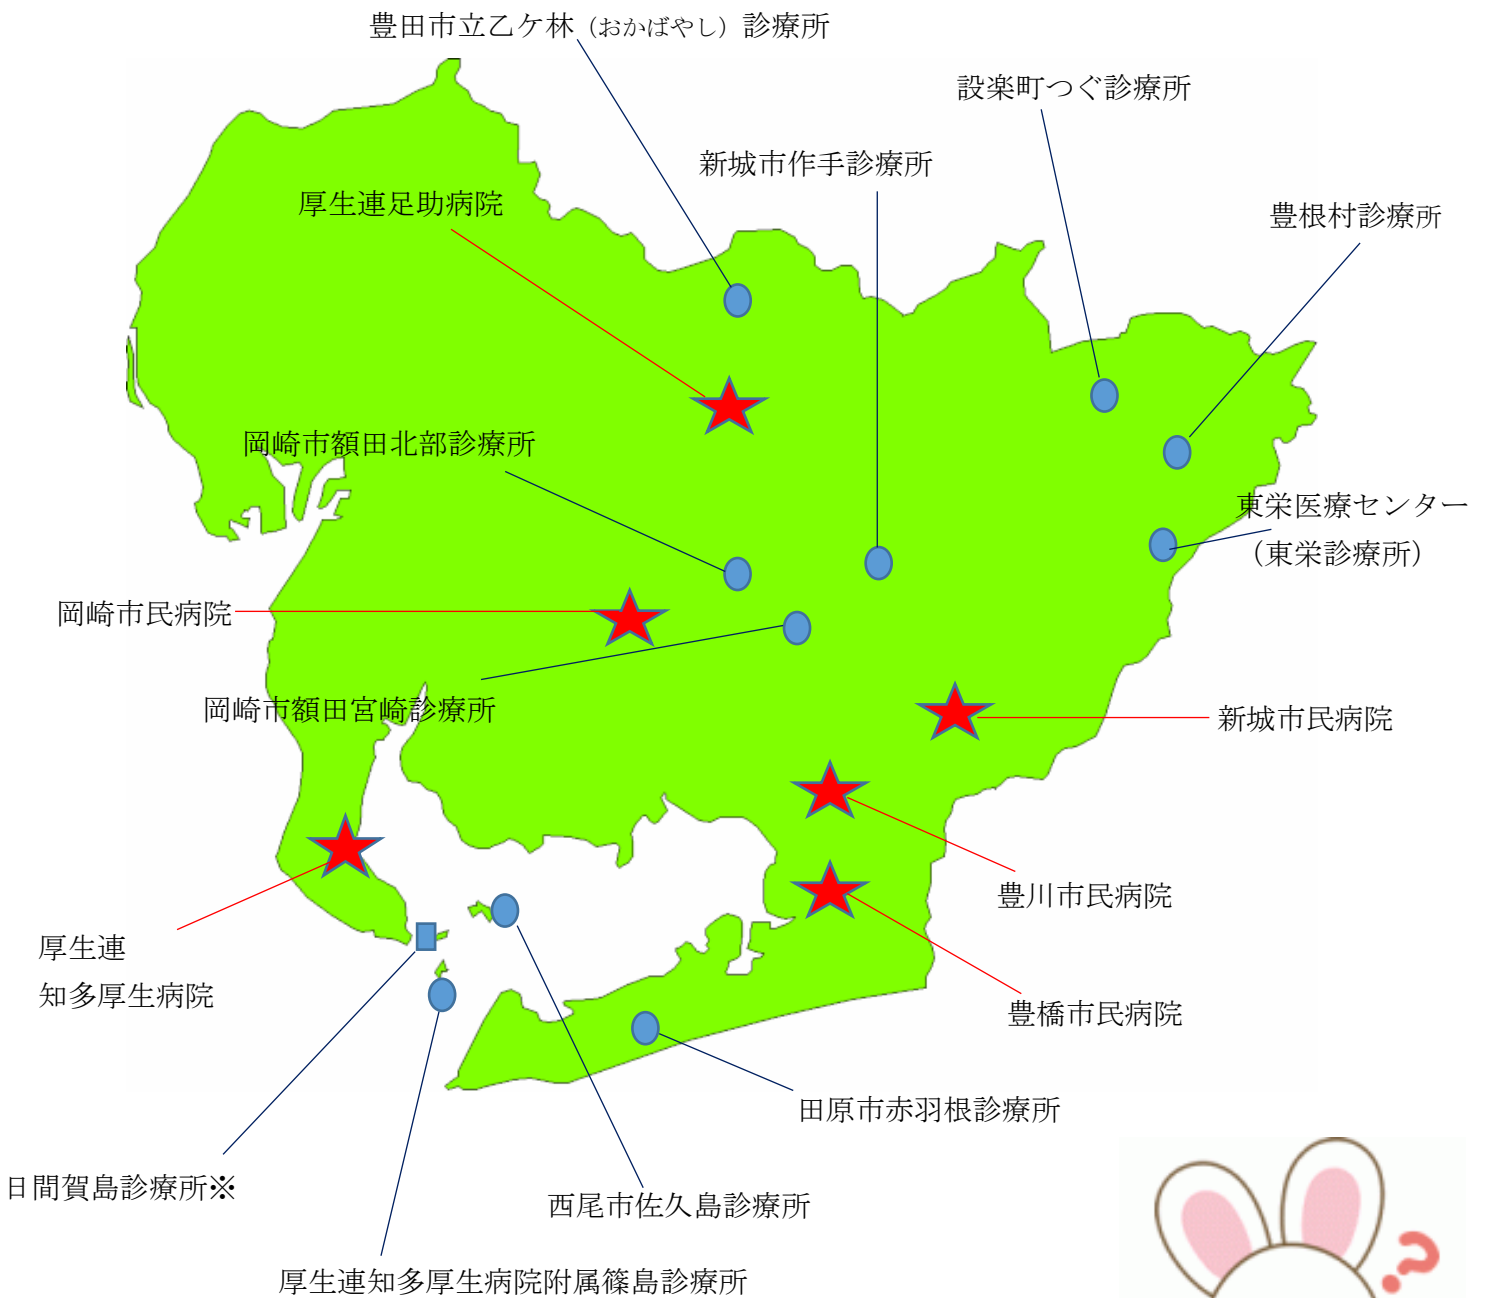 豊田市立乙ケ林（おかばやし）診療所
設楽町つぐ診療所
新城市作手診療所
厚生連足助病院
豊根村診療所
岡崎市額田北部診療所
東栄医療センター
（東栄診療所）
岡崎市民病院
岡崎市額田宮崎診療所
新城市民病院
豊川市民病院
厚生連
知多厚生病院
豊橋市民病院
田原市赤羽根診療所
日間賀島診療所※
西尾市佐久島診療所
厚生連知多厚生病院附属篠島診療所
?